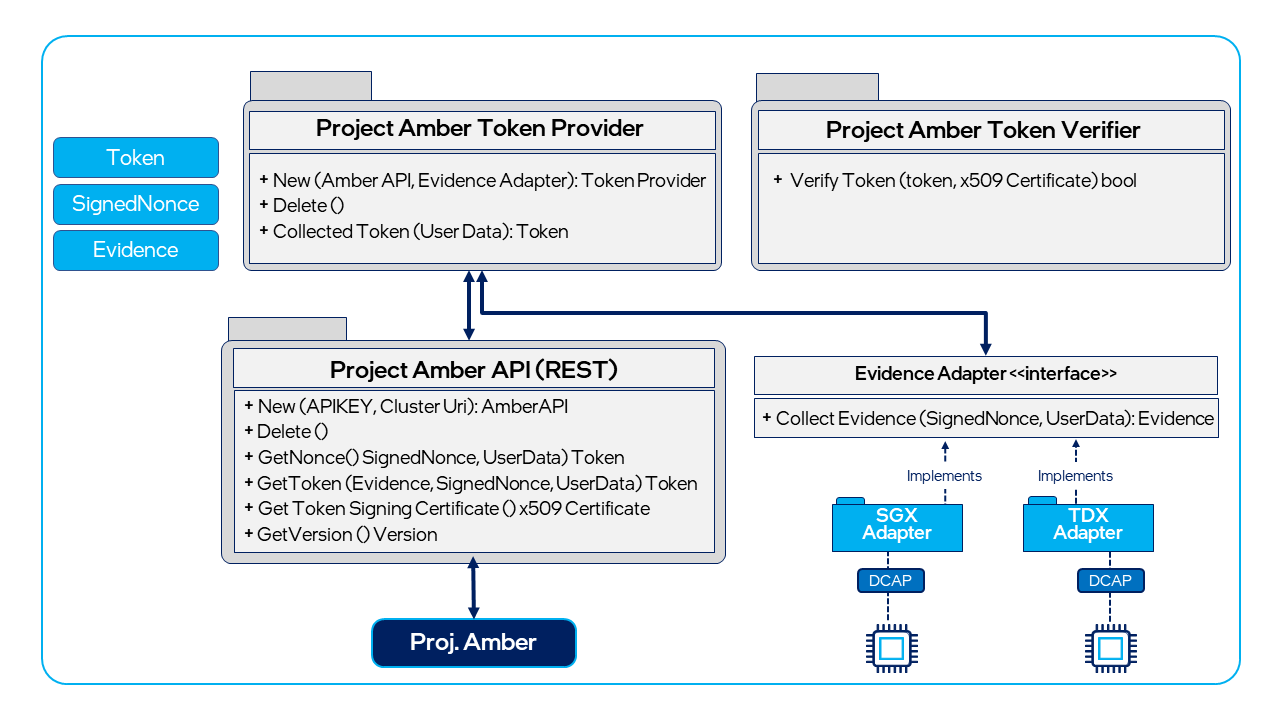 Token
SignedNonce
Evidence
Project Amber Token Provider
+ New (Amber API, Evidence Adapter): Token Provider
+ Delete ()
+ Collected Token (User Data): Token
Project Amber Token Verifier
+ Verify Token (token, x509 Certificate) bool
Project Amber API (REST)
+ New (APIKEY, Cluster Uri): AmberAPI
+ Delete ()
+ GetNonce() SignedNonce, UserData) Token
+ GetToken (Evidence, SignedNonce, UserData) Token
+ Get Token Signing Certificate () x509 Certificate
+ GetVersion () Version
Proj. Amber
Evidence Adapter <<interface>>
+ Collect Evidence (SignedNonce, UserData): Evidence
Implements
Implements
SGX
Adapter
TDX
Adapter
DCAP
DCAP